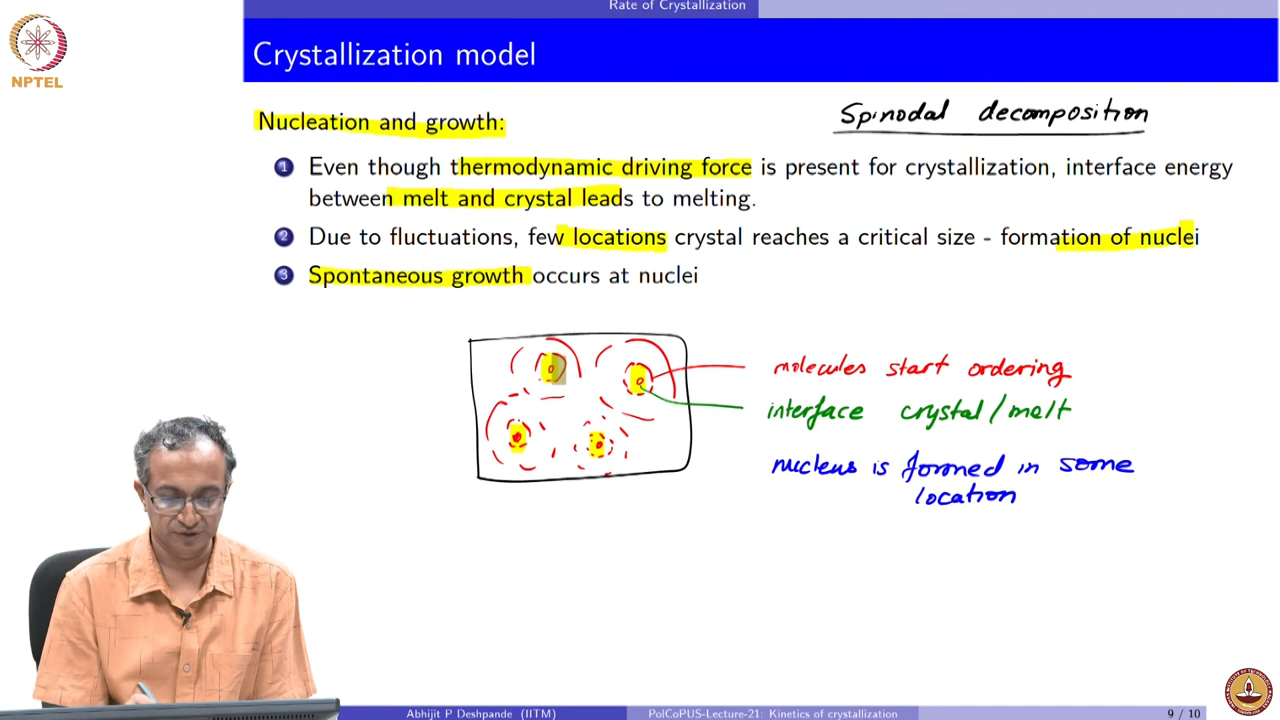 Rate of Crystallization
Crystallization model
NPTEL
Nucleation and growth:
Spinodal decomposition
1 Even though thermodynamic driving force is present for crystallization, interface energy
between melt and crystal leads to melting.
2 Due to fluctuations, few locations crystal reaches a critical size - formation of nuclei
3 Spontaneous growth occurs at nuclei
molecules start ordering
interface crystal/melt
nucleus is formed in some
location
Abhijit P Deshpande (IITM)
PolCoPUS-Lecture-21: Kinetics of crystallization
9 / 10